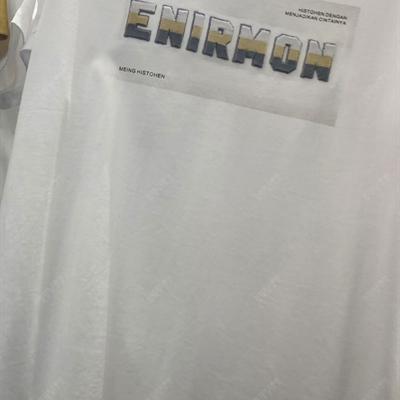 HISTOHEN DENGAN
MENJADIKAN CINTAINYA
ENIRMON
MEING HISTOHEN